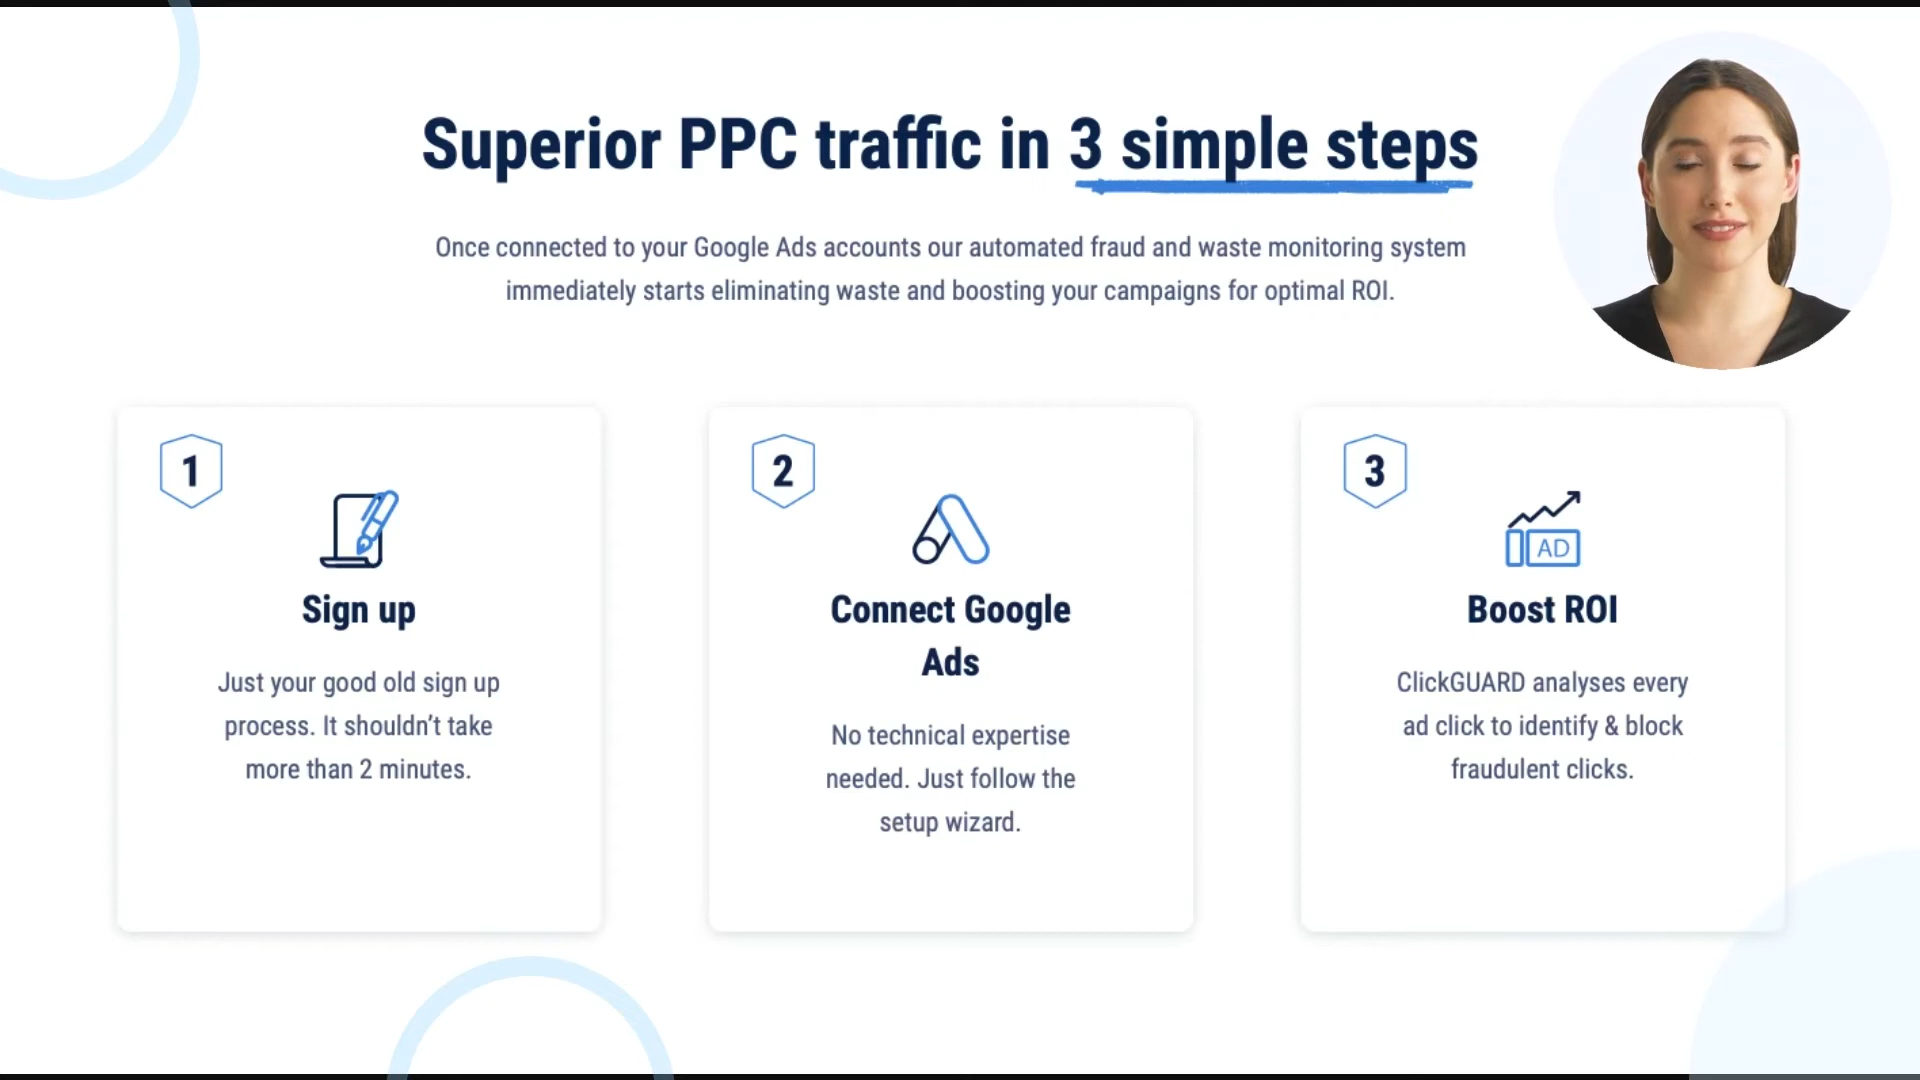 Superior PPC traffic in 3 simple steps
Once connected to your Google Ads accounts our automated fraud and waste monitoring system
immediately starts eliminating waste and boosting your campaigns for optimal ROI.
1
Sign up
Just your good old sign up
process. It shouldn’t take
more than 2 minutes.
2
Connect Google
Ads
No technical expertise
needed. Just follow the
setup wizard.
3
AD
Boost ROI
ClickGUARD analyses every
ad click to identify & block
fraudulent clicks.